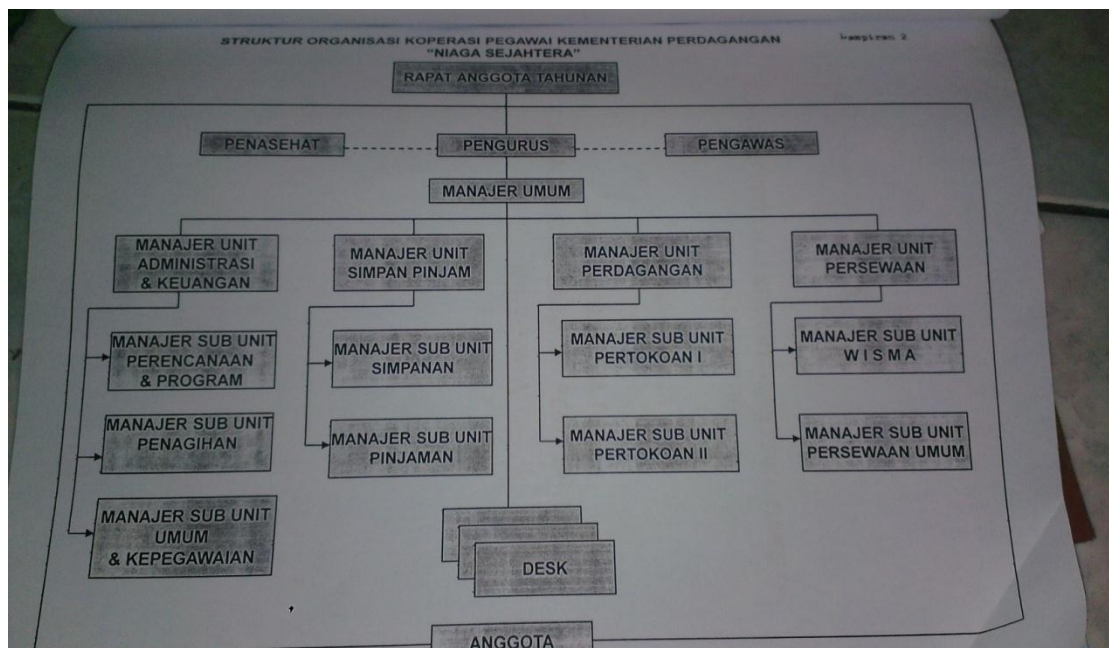 STRUKTUR ORGANISASI KOPERASI PEGAWAI KEMENTERIAN PERDAGANGAN
"NIAGA SEJAHTERA"
Lampiran 2
RAPAT ANGGOTA TAHUNAN
PENASEHAT
PENGURUS
PENGAWAS
MANAJER UMUM
MANAJER UNIT
ADMINISTRASI
& KEUANGAN
MANAJER UNIT
SIMPAN PINJAM
MANAJER UNIT
PERDAGANGAN
MANAJER UNIT
PERSEWAAN
MANAJER SUB UNIT
PERENCANAAN
& PROGRAM
MANAJER SUB UNIT
SIMPANAN
MANAJER SUB UNIT
PERTOKOAN I
MANAJER SUB UNIT
W I S M A
MANAJER SUB UNIT
PENAGIHAN
MANAJER SUB UNIT
PINJAMAN
MANAJER SUB UNIT
PERTOKOAN II
MANAJER SUB UNIT
PERSEWAAN UMUM
MANAJER SUB UNIT
UMUM
& KEPEGAWAIAN
DESK
ANGGOTA